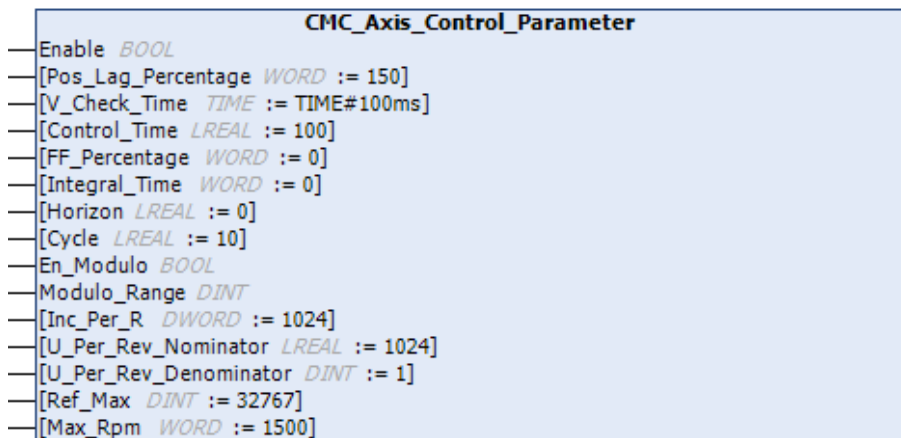 CMC_Axis_Control_Parameter
Enable BOOL
[Pos_Lag_Percentage WORD := 150]
[V_Check_Time TIME := TIME#100ms]
[Control_Time LREAL := 100]
[FF_Percentage WORD := 0]
[Integral_Time WORD := 0]
[Horizon LREAL := 0]
[Cycle LREAL := 10]
En_Modulo BOOL
Modulo_Range DINT
[Inc_Per_R DWORD := 1024]
[U_Per_Rev_Nominator LREAL := 1024]
[U_Per_Rev_Denominator DINT := 1]
[Ref_Max DINT := 32767]
[Max_Rpm WORD := 1500]